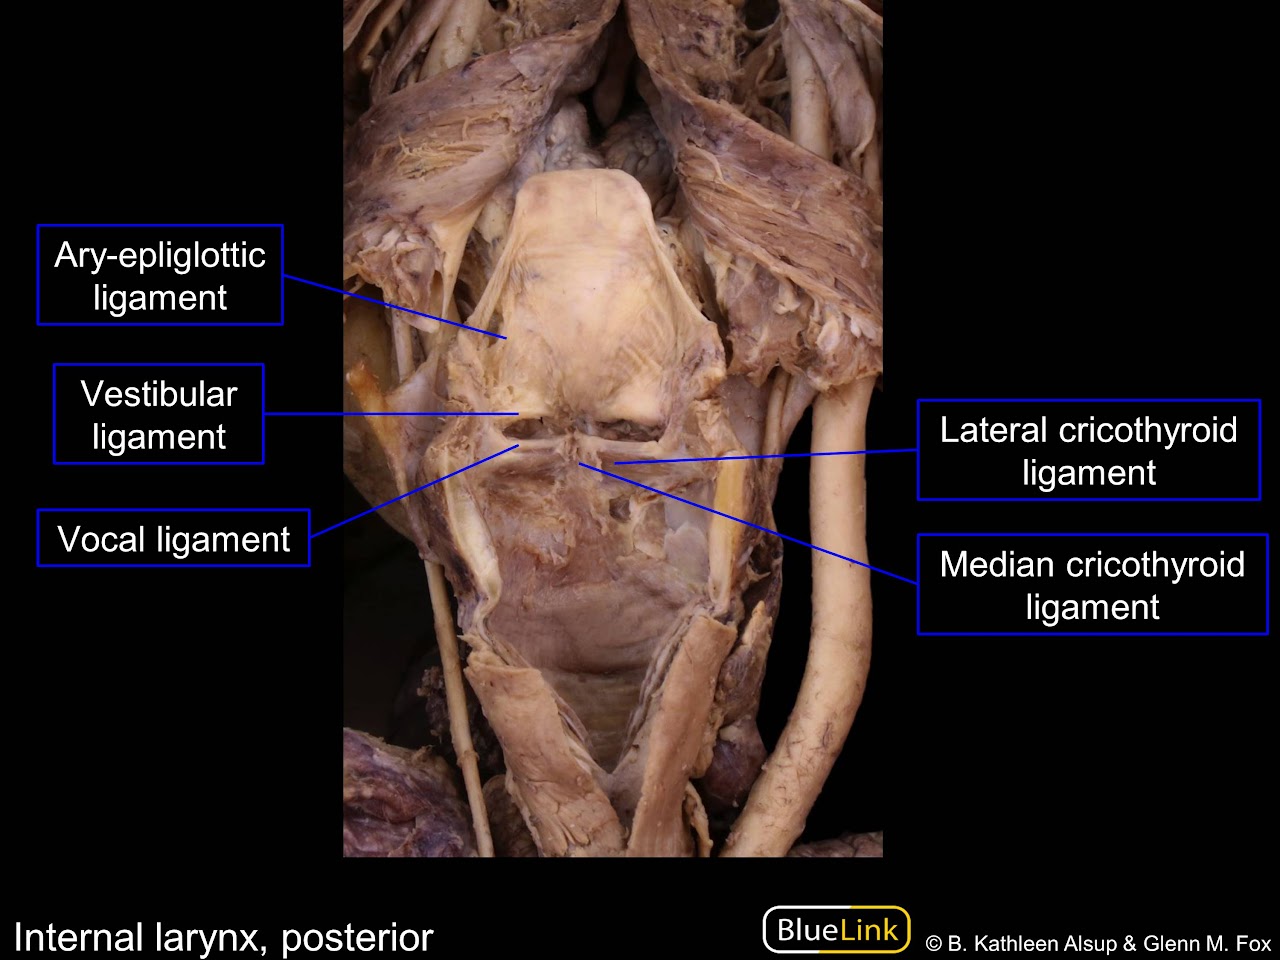 Ary-epliglottic
ligament
Vestibular
ligament
Vocal ligament
Lateral cricothyroid
ligament
Median cricothyroid
ligament
Internal larynx, posterior
BlueLink
© B. Kathleen Alsup & Glenn M. Fox